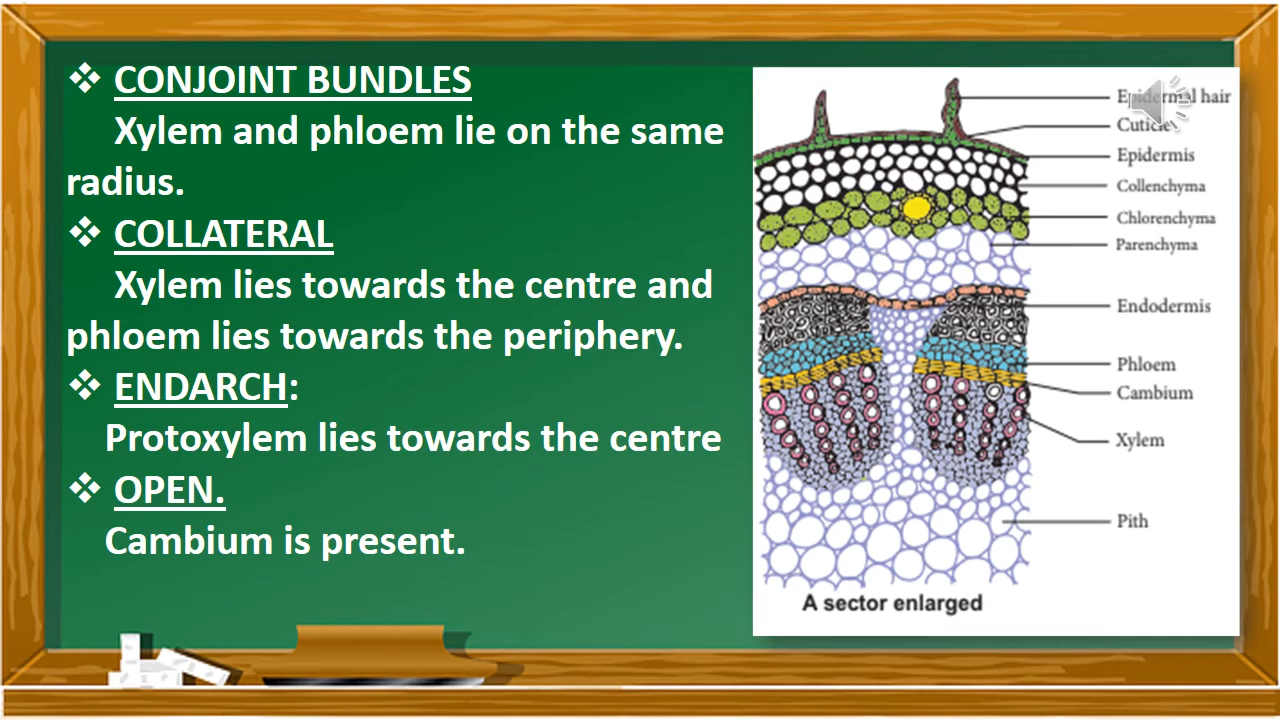 ❖ CONJOINT BUNDLES
Xylem and phloem lie on the same
radius.
❖ COLLATERAL
Xylem lies towards the centre and
phloem lies towards the periphery.
❖ ENDARCH:
Protoxylem lies towards the centre
❖ OPEN.
Cambium is present.
Epidermal hair
Cuticle
Epidermis
Collenchyma
Chlorenchyma
Parenchyma
Endodermis
Phloem
Cambium
Xylem
Pith
A sector enlarged